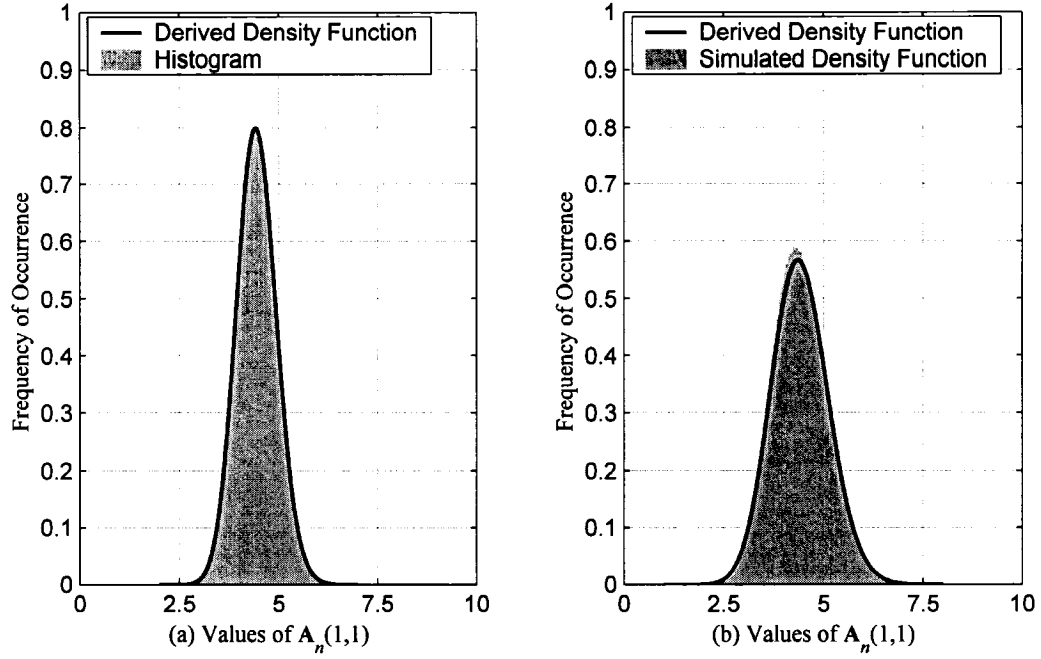 1
0.9
0.8
0.7
0.6
0.5
0.4
0.3
0.2
0.1
0
Frequency of Occurrence
Derived Density Function
Histogram
0 2.5 5 7.5 10
(a) Values of A_n(1,1)
1
0.9
0.8
0.7
0.6
0.5
0.4
0.3
0.2
0.1
0
Frequency of Occurrence
Derived Density Function
Simulated Density Function
0 2.5 5 7.5 10
(b) Values of A_n(1,1)